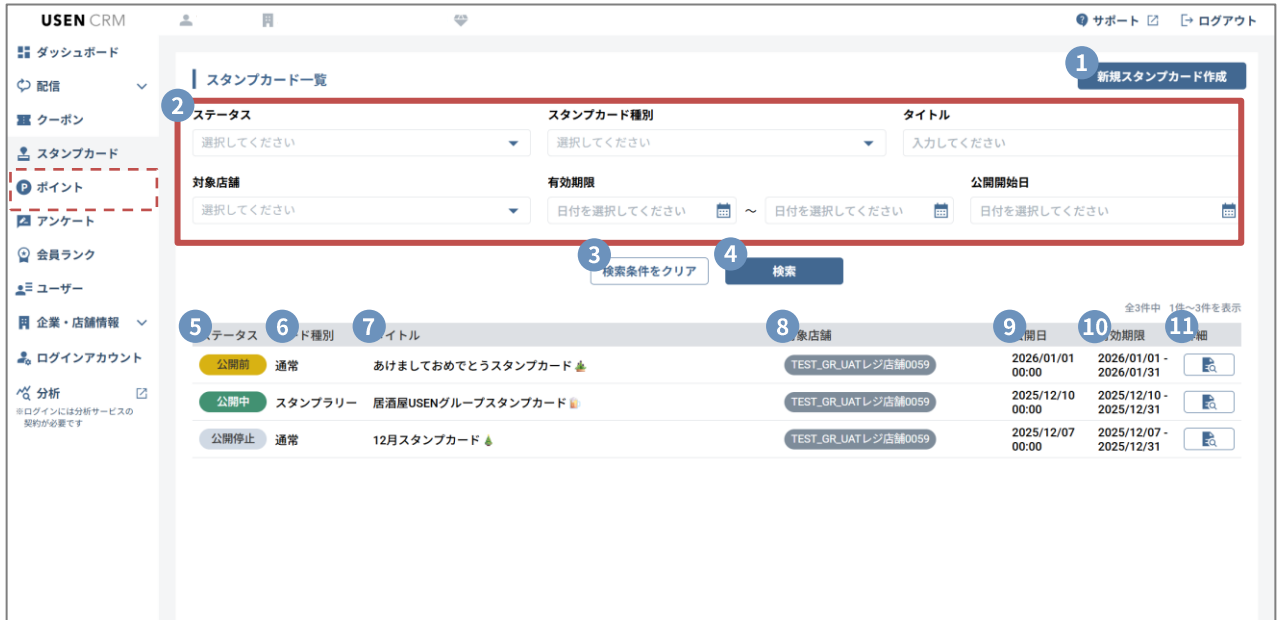 USEN CRM
サポート
ログアウト
ダッシュボード
配信
クーポン
スタンプカード
ポイント
アンケート
会員ランク
ユーザー
企業・店舗情報
ログインアカウント
分析
※ログインには分析サービスの
契約が必要です
スタンプカード一覧
1
新規スタンプカード作成
2
ステータス
スタンプカード種別
タイトル
選択してください
選択してください
入力してください
対象店舗
有効期限
公開開始日
選択してください
日付を選択してください
～
日付を選択してください
日付を選択してください
3
検索条件をクリア
4
検索
全3件中 1件～3件を表示
5
テータス
6
ド種別
7
イトル
8
象店舗
9
開日
10
効期限
11
細
公開前
通常
あけましておめでとうスタンプカード🎍
TEST_GR_UATレジ店舗0059
2026/01/01
00:00
2026/01/01 -
2026/01/31
公開中
スタンプラリー
居酒屋USENグループスタンプカード🍺
TEST_GR_UATレジ店舗0059
2025/12/10
00:00
2025/12/10 -
2025/12/31
公開停止
通常
12月スタンプカード🎄
TEST_GR_UATレジ店舗0059
2025/12/07
00:00
2025/12/07 -
2025/12/31